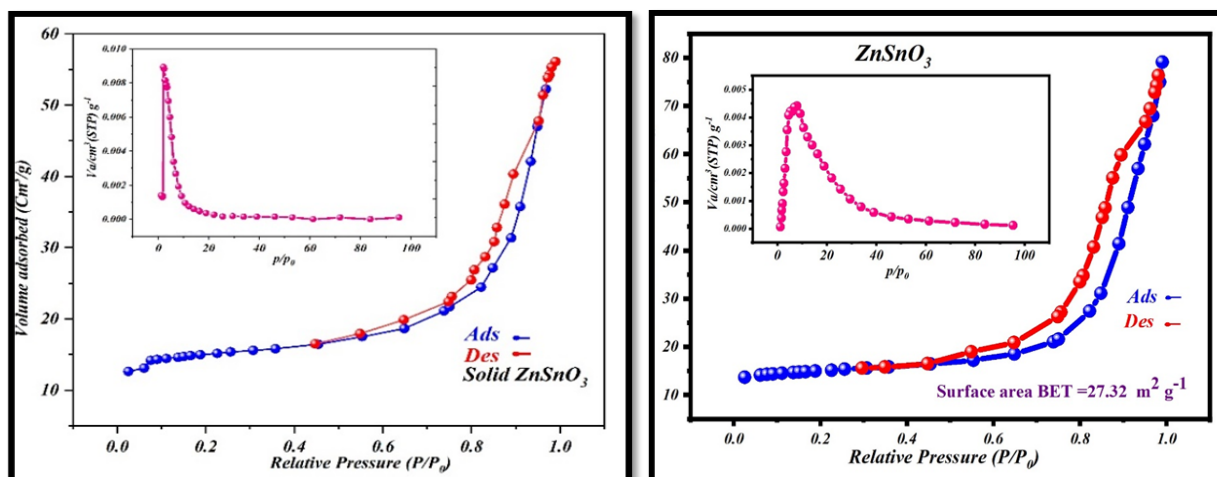 60
50
40
30
20
10
0.0 0.2 0.4 0.6 0.8 1.0
Volume adsorbed (Cm³/g)
Relative Pressure (P/P₀)
0.010
0.008
0.006
0.004
0.002
0.000
0 20 40 60 80 100
Va/cm³(STP) g⁻¹
p/p₀
Ads
Des
Solid ZnSnO₃
ZnSnO₃
80
70
60
50
40
30
20
10
0.0 0.2 0.4 0.6 0.8 1.0
Relative Pressure (P/P₀)
0.005
0.004
0.003
0.002
0.001
0.000
0 20 40 60 80 100
Va/cm³(STP) g⁻¹
p/p₀
Ads
Des
Surface area BET =27.32 m² g⁻¹